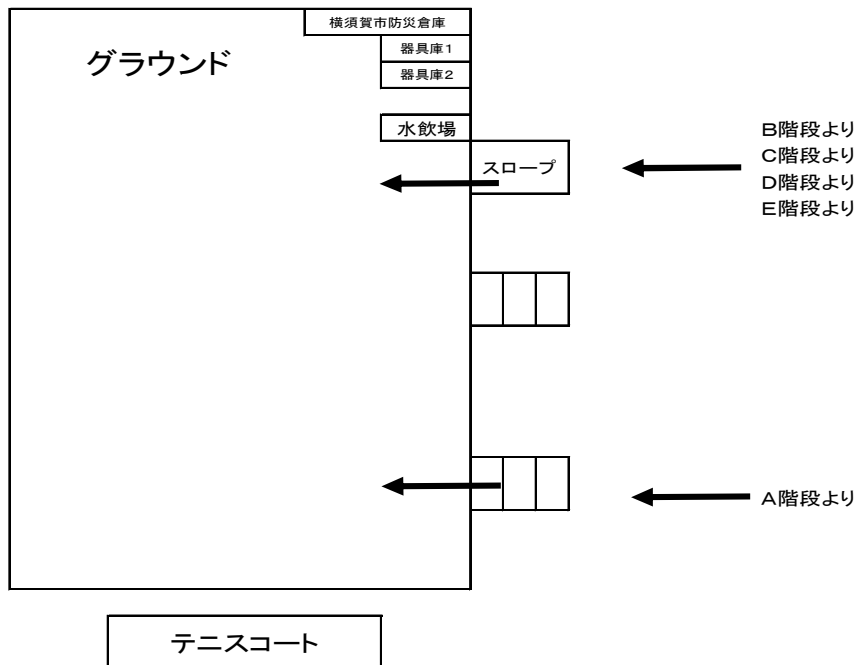 横須賀市防災倉庫
グラウンド
器具庫1
器具庫2
水飲場
スロープ
B階段より
C階段より
D階段より
E階段より
A階段より
テニスコート